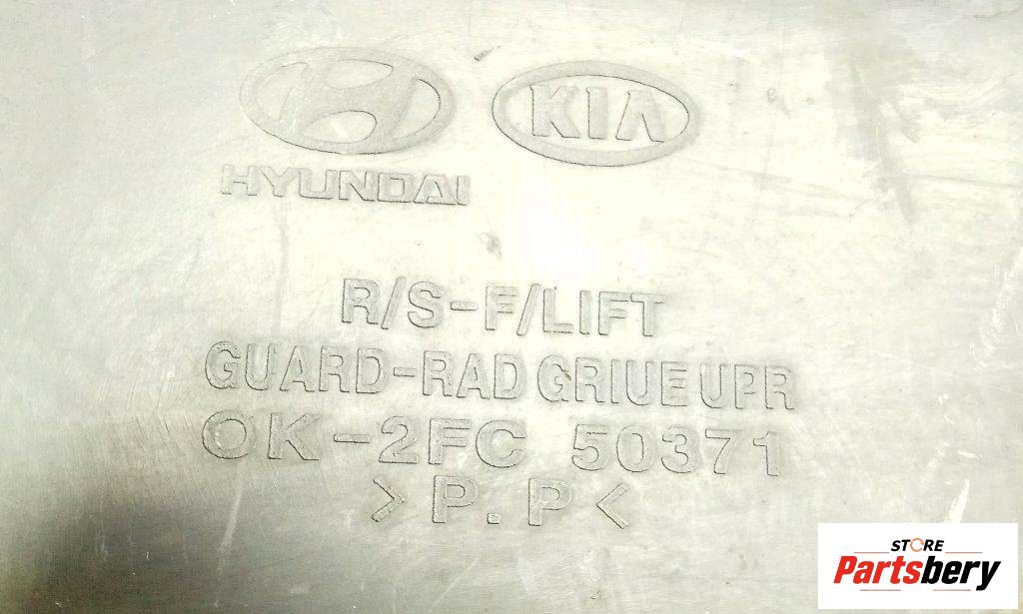 KIA
HYUNDAI
R/S-F/LIFT
GUARD-RAD GRIUE UPR
OK-2FC 50371
>P.P<
STORE
Partsbery